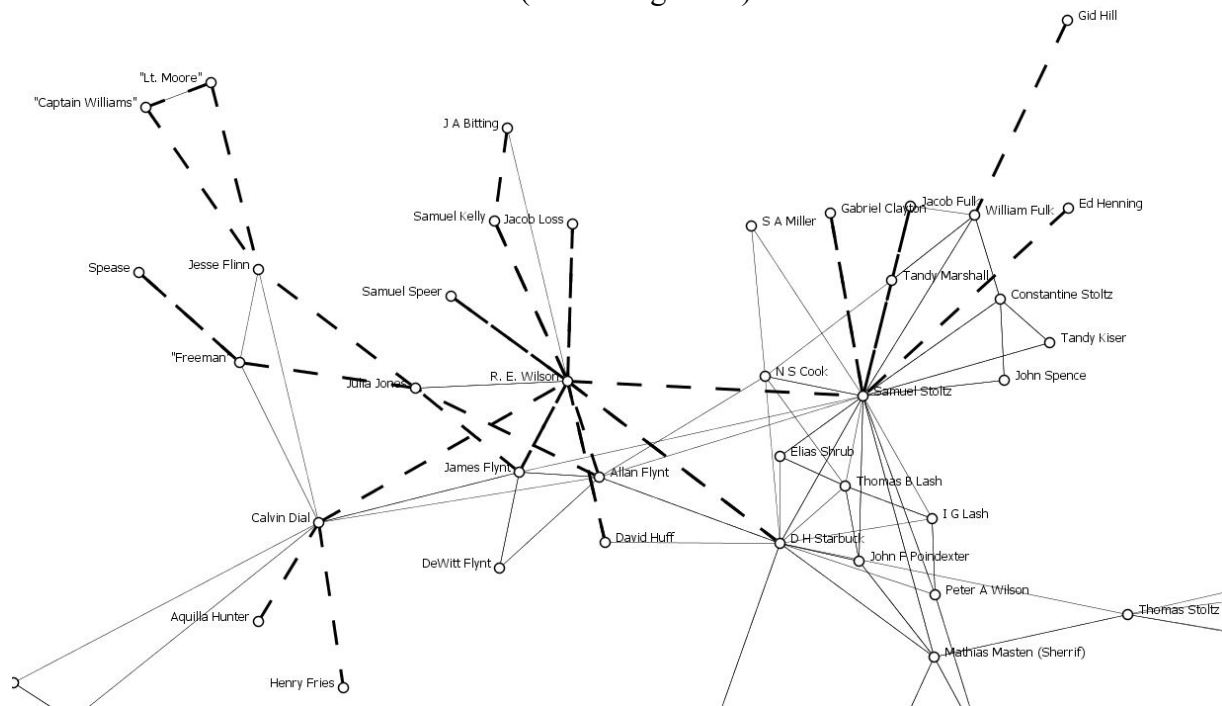 Gid Hill
"Lt. Moore"
"Captain Williams"
J A Bitting
Samuel Kelly
Jacob Loss
S A Miller
Gabriel Clayton
Jacob Fulk
William Fulk
Ed Henning
Spease
Jesse Flinn
Samuel Speer
Tandy Marshall
Constantine Stoltz
Tandy Kiser
"Freeman"
Julia Jones
R. E. Wilson
N S Cook
John Spence
Samuel Stoltz
James Flynt
Allan Flynt
Elias Shrub
Thomas B Lash
Calvin Dial
I G Lash
David Huff
D H Starbuck
DeWitt Flynt
John F Poindexter
Peter A Wilson
Aquilla Hunter
Thomas Stoltz
Mathias Masten (Sherrif)
Henry Fries